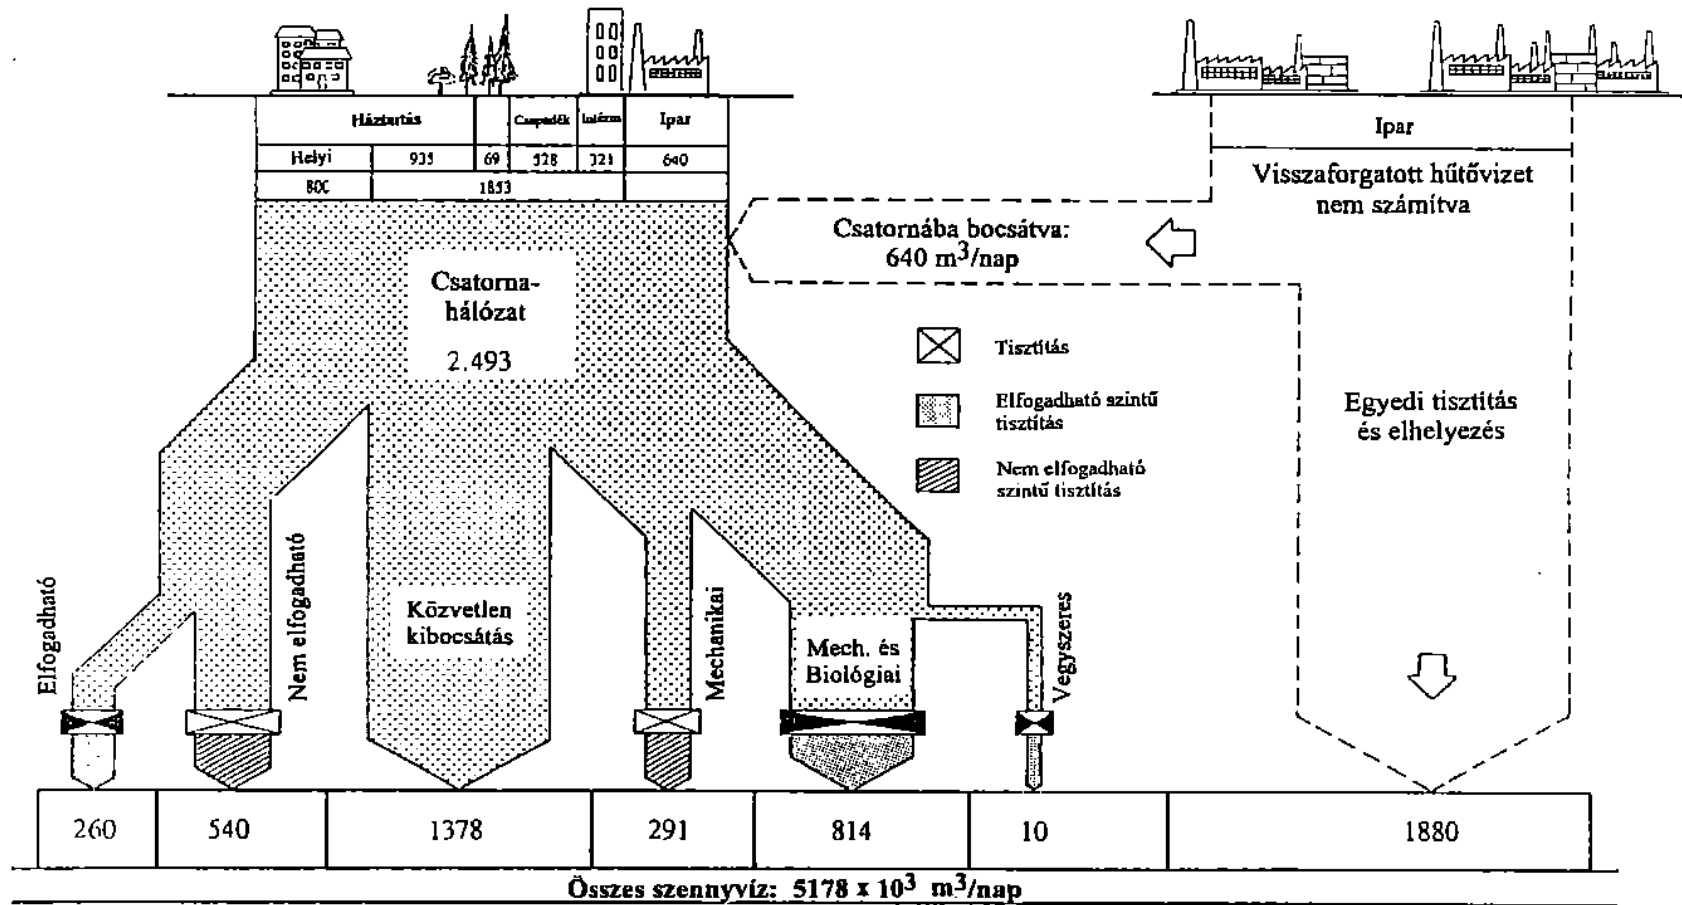 Háztartás
Csapadék
Intézm
Ipar
Helyi
935
69
528
321
640
800
1853
Ipar
Visszaforgatott hűtővizet
nem számítva
Csatornába bocsátva:
640 m³/nap
Csatorna-
hálózat
2.493
Tisztítás
Elfogadható szintű
tisztítás
Nem elfogadható
szintű tisztítás
Egyedi tisztítás
és elhelyezés
Elfogadható
Nem elfogadható
Közvetlen
kibocsátás
Mechanikai
Mech. és
Biológiai
Vegyszeres
260
540
1378
291
814
10
1880
Összes szennyvíz: 5178 x 10³ m³/nap